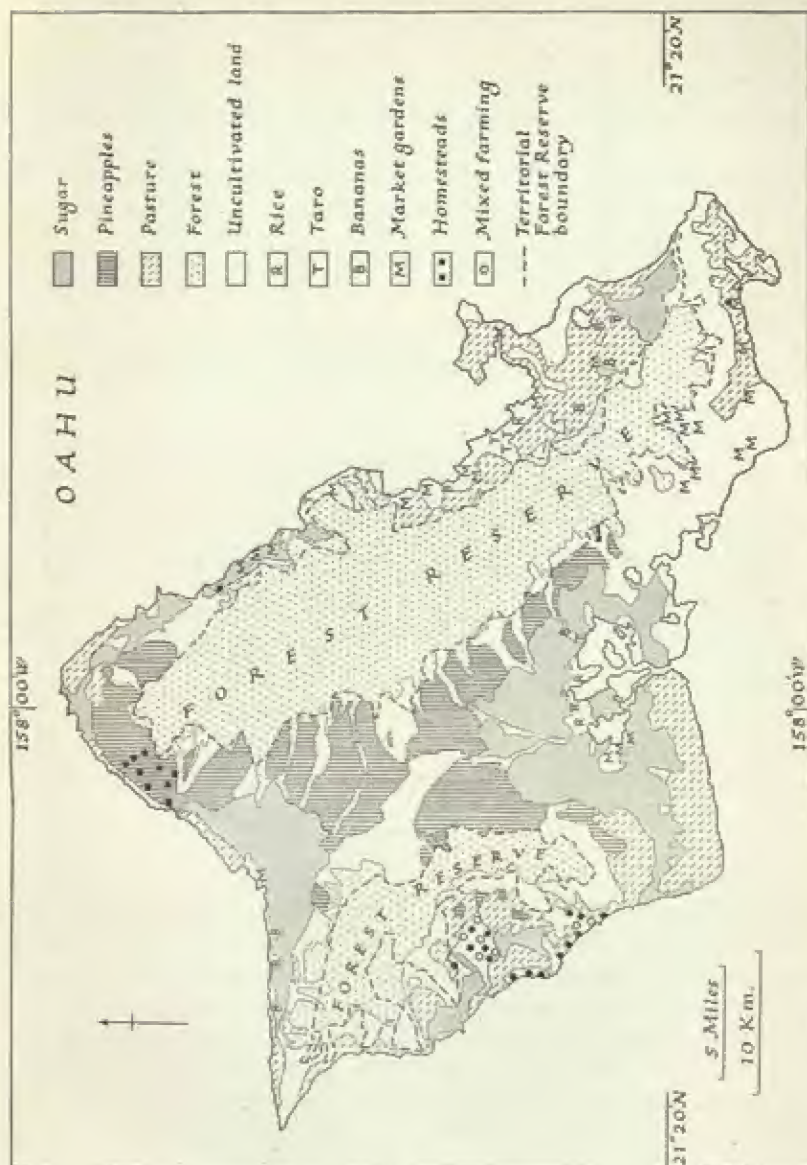 OAHU
158°00'W
Sugar
Pineapples
Pasture
Forest
Uncultivated land
R Rice
T Taro
B Bananas
M Market gardens
Homesteads
O Mixed farming
Territorial
Forest Reserve
boundary
21°20'N
FOREST RESERVE
FOREST RESERVE
5 Miles
10 Km.
21°20'N
158°00'W